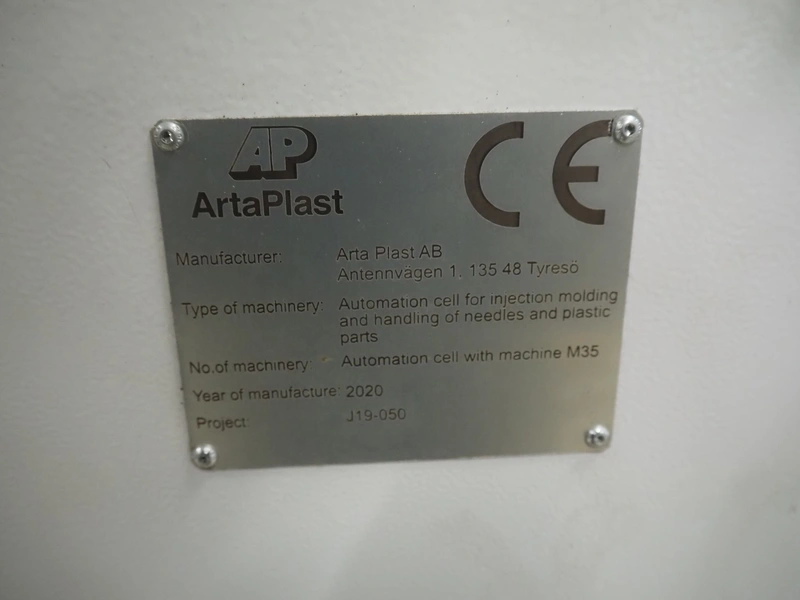 AP CE
ArtaPlast
Manufacturer: Arta Plast AB
Antennvägen 1, 135 48 Tyresö
Type of machinery: Automation cell for injection molding
and handling of needles and plastic
parts
No.of machinery: Automation cell with machine M35
Year of manufacture: 2020
Project: J19-050